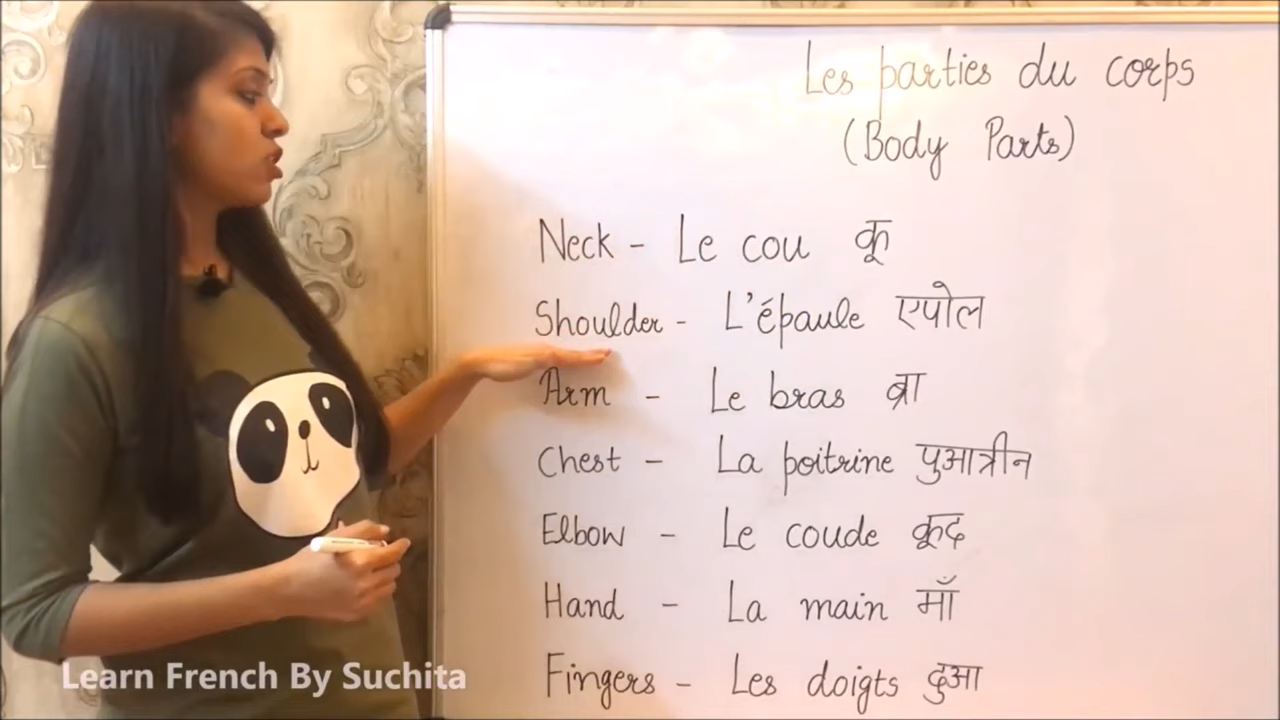 Les parties du corps
(Body Parts)
Neck - Le cou कू
Shoulder - L'épaule एपोल
Arm - Le bras ब्रा
Chest - La poitrine पुआत्रीन
Elbow - Le coude कूद
Hand - La main माँ
Fingers - Les doigts दुआ
Learn French By Suchita